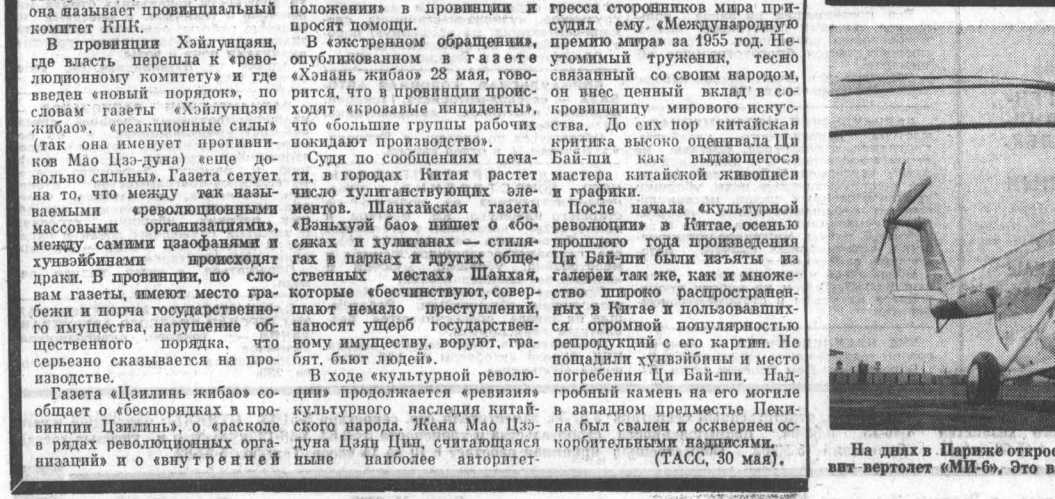 она называет провинциальный
комитет КПК.
В провинции Хэйлунцзян,
где власть перешла к «рево-
люционному комитету» и где
введен «новый порядок», по
словам газеты «Хэйлунцзян
жибао», «реакционные силы»
(так она именует противни-
ков Мао Цзэ-дуна) «еще до-
вольно сильны». Газета сетует
на то, что между так назы-
ваемыми «революционными
массовыми организациями»,
между самими цзаофанями и
хунвэйбинами происходят
драки. В провинции, по сло-
вам газеты, имеют место гра-
бежи и порча государственно-
го имущества, нарушение об-
щественного порядка, что
серьезно сказывается на про-
изводстве.
Газета «Цзилинь жибао» со-
общает о «беспорядках в про-
винции Цзилинь», о «расколе
в рядах революционных орга-
низаций» и о «внутренней
положении» в провинции и
просят помощи.
В «экстренном обращении»,
опубликованном в газете
«Хэнань жибао» 28 мая, гово-
рится, что в провинции проис-
ходят «кровавые инциденты»,
что «большие группы рабочих
покидают производство».
Судя по сообщениям печа-
ти, в городах Китая растет
число хулиганствующих эле-
ментов. Шанхайская газета
«Вэньхуэй бао» пишет о «бо-
сяках и хулиганах — стиля-
гах в парках и других обще-
ственных местах» Шанхая,
которые «бесчинствуют, совер-
шают немало преступлений,
наносят ущерб государствен-
ному имуществу, воруют, гра-
бят, бьют людей».
В ходе «культурной револю-
ции» продолжается «ревизия»
культурного наследия китай-
ского народа. Жена Мао Цзэ-
дуна Цзян Цин, считающаяся
ныне наиболее авторитет-
гресса сторонников мира при-
судил ему «Международную
премию мира» за 1955 год. Не-
утомимый труженик, тесно
связанный со своим народом,
он внес ценный вклад в со-
кровищницу мирового искус-
ства. До сих пор китайская
критика высоко оценивала Ци
Бай-ши как выдающегося
мастера китайской живописи
и графики.
После начала «культурной
революции» в Китае, осенью
прошлого года произведения
Ци Бай-ши были изъяты из
галереи так же, как и множе-
ство широко распространен-
ных в Китае и пользовавших-
ся огромной популярностью
репродукций с его картин. Не
пощадили хунвэйбины и место
погребения Ци Бай-ши. Над-
гробный камень на его могиле
в западном предместье Пеки-
на был свален и осквернен ос-
корбительными надписями.
(ТАСС, 30 мая).
На днях в Париже откро
вит вертолет «МИ-6». Это в